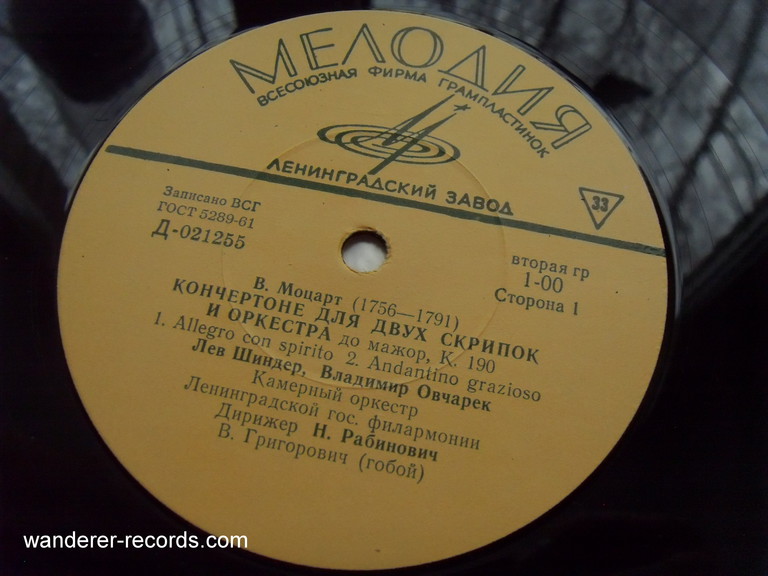 МЕЛОДИЯ
ВСЕСОЮЗНАЯ ФИРМА ГРАМПЛАСТИНОК
ЛЕНИНГРАДСКИЙ ЗАВОД
33
Записано ВСГ
ГОСТ 5289-61
Д-021255
вторая гр
1-00
Сторона 1
В. Моцарт (1756—1791)
КОНЧЕРТОНЕ ДЛЯ ДВУХ СКРИПОК
И ОРКЕСТРА до мажор, К. 190
1. Allegro con spirito 2. Andantino grazioso
Лев Шиндер, Владимир Овчарек
Камерный оркестр
Ленинградской гос. филармонии
Дирижер Н. Рабинович
В. Григорович (гобой)
wanderer-records.com